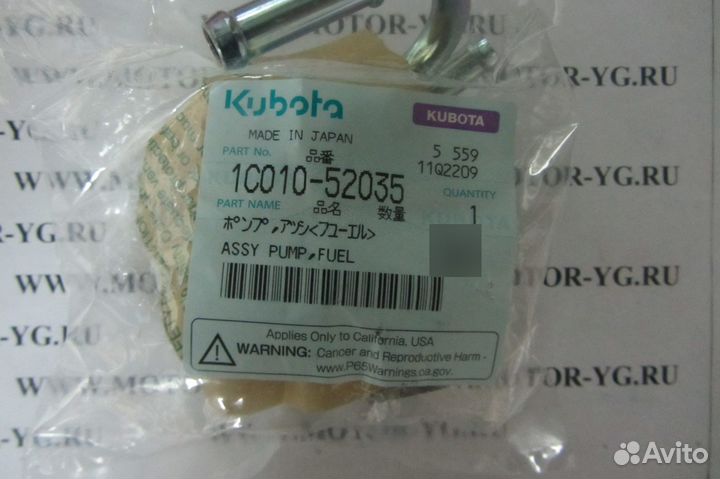 WWW.MOTOR-YG.RU
Kubota
KUBOTA
MADE IN JAPAN
5 559
PART No.
品番
11Q2209
1C010-52035
QUANTITY
PART NAME
品名
数量
1
ポンプ,アツシ<フユーエル>
ASSY PUMP,FUEL
Applies Only to California, USA
WARNING: Cancer and Reproductive Harm -
www.P65Warnings.ca.gov.
Avito